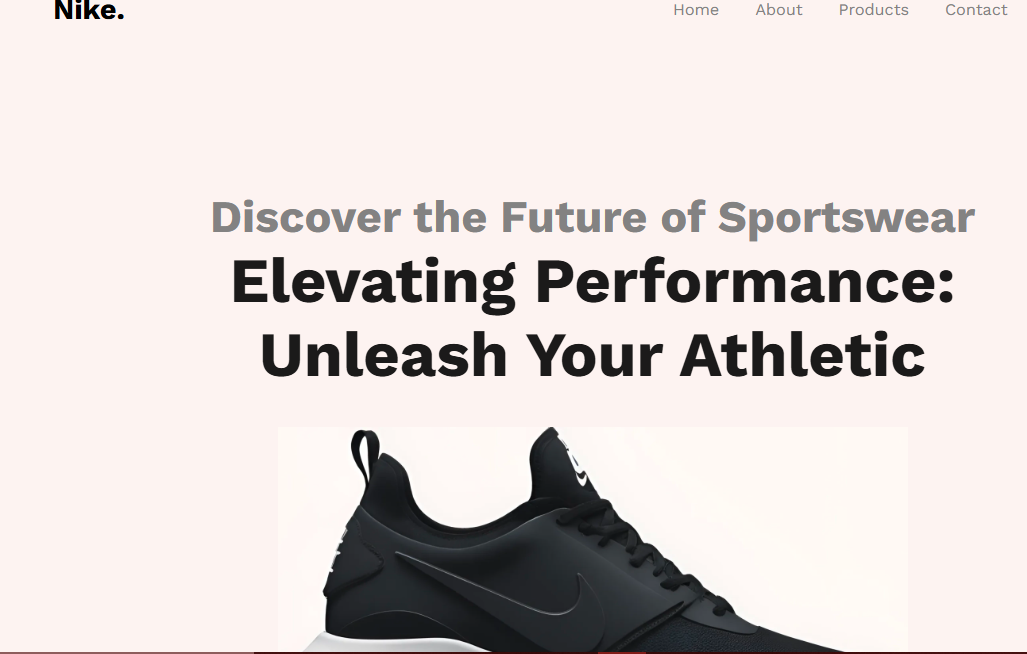 Nike.
Home About Products Contact
Discover the Future of Sportswear
Elevating Performance:
Unleash Your Athletic